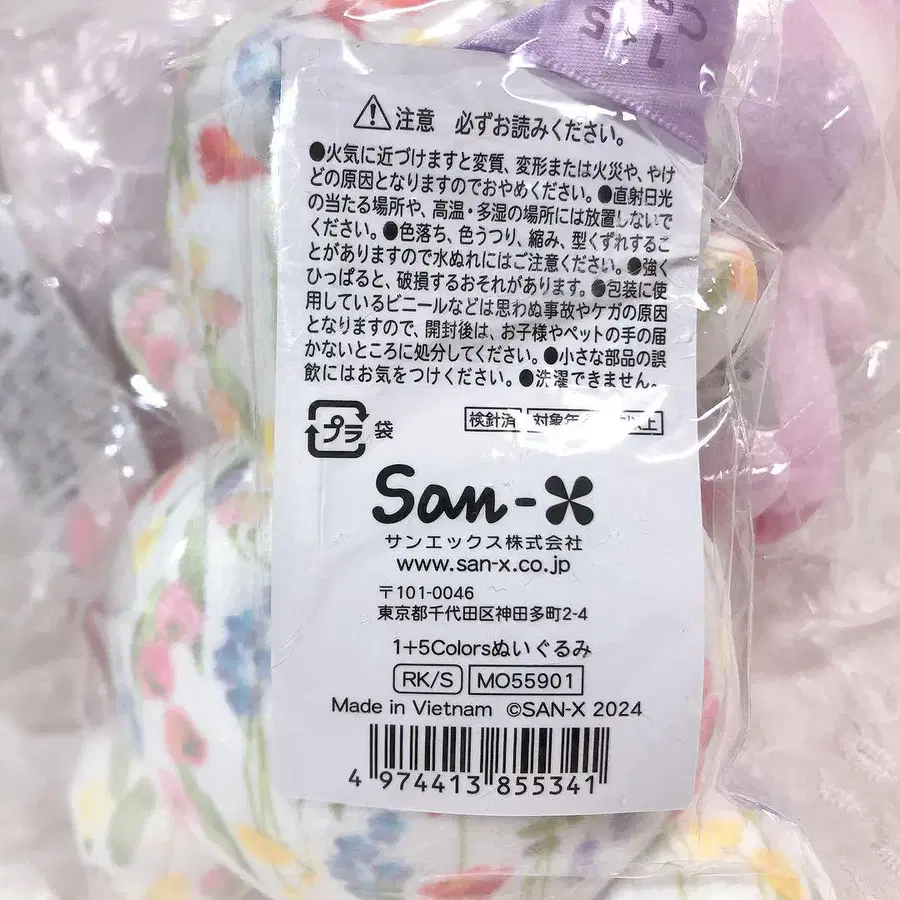 注意 必ずお読みください。
●火気に近づけますと変質、変形または火災や、やけ
どの原因となりますのでおやめください。●直射日光
の当たる場所や、高温・多湿の場所には放置しないで
ください。●色落ち、色うつり、縮み、型くずれするこ
とがありますので水ぬれにはご注意ください。●強く
ひっぱると、破損するおそれがあります。●包装に使
用しているビニールなどは思わぬ事故やケガの原因
となりますので、開封後は、お子様やペットの手の届
かないところに処分してください。●小さな部品の誤
飲にはお気をつけください。●洗濯できません。
プラ 袋 検針済 対象年 以上
San-X
サンエックス株式会社
www.san-x.co.jp
〒101-0046
東京都千代田区神田多町2-4
1+5Colorsぬいぐるみ
RK/S MO55901
Made in Vietnam ©SAN-X 2024
4 974413 855341